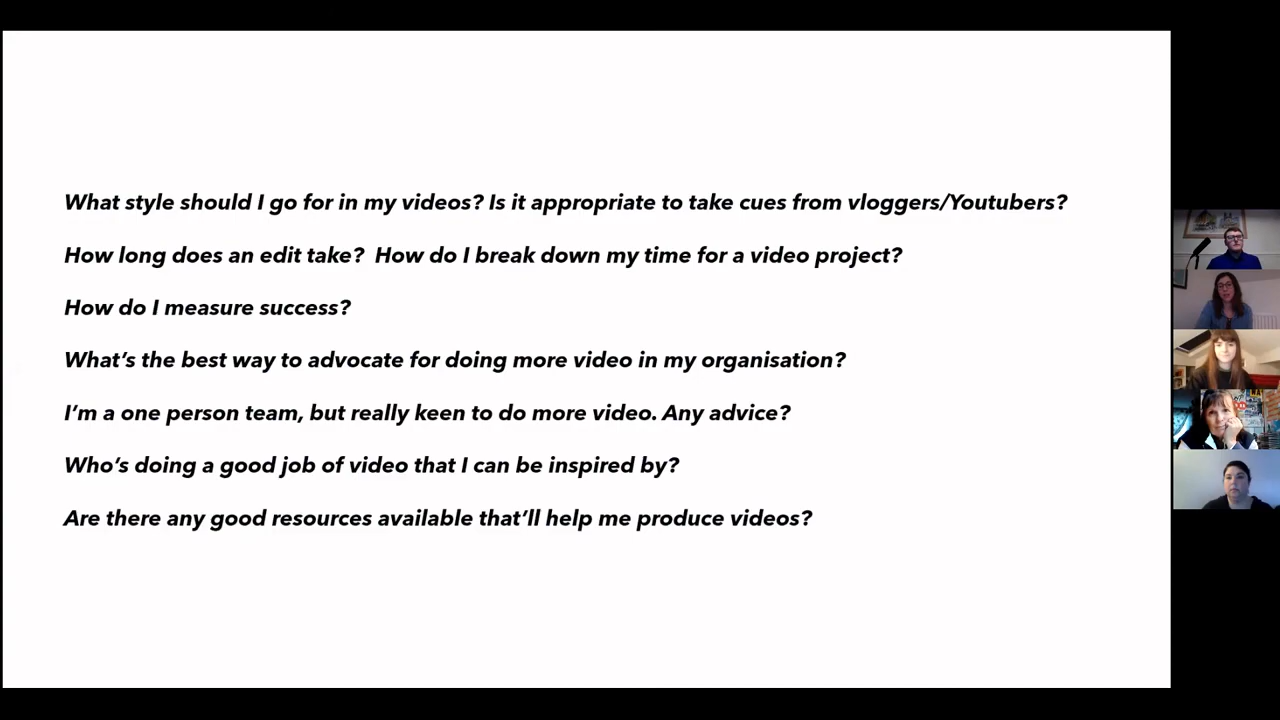 What style should I go for in my videos? Is it appropriate to take cues from vloggers/Youtubers?
How long does an edit take?  How do I break down my time for a video project?
How do I measure success?
What’s the best way to advocate for doing more video in my organisation?
I’m a one person team, but really keen to do more video. Any advice?
Who’s doing a good job of video that I can be inspired by?
Are there any good resources available that’ll help me produce videos?